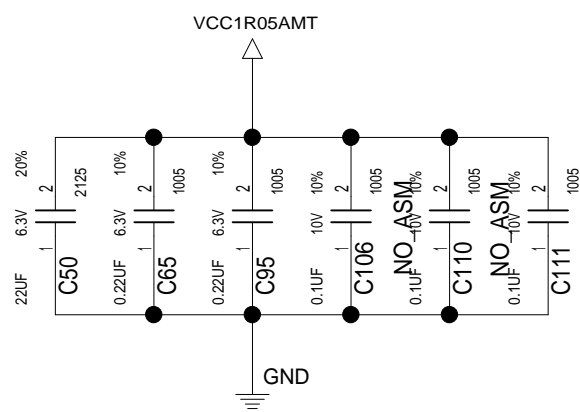 VCC1R05AMT
20%
2
2125
6.3V
1
22UF
C50
10%
2
1005
6.3V
1
0.22UF
C65
10%
2
1005
6.3V
1
0.22UF
C95
10%
2
1005
10V
1
0.1UF
C106
NO_ASM
10%
2
1005
10V
1
0.1UF
C110
NO_ASM
10%
2
1005
10V
1
0.1UF
C111
GND